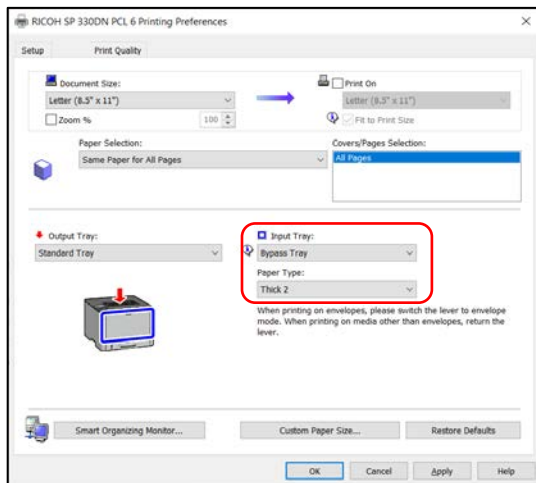 RICOH SP 330DN PCL 6 Printing Preferences
Setup Print Quality
Document Size:
Letter (8.5" x 11")
Zoom % 100
Print On
Letter (8.5" x 11")
Fit to Print Size
Paper Selection:
Same Paper for All Pages
Covers/Pages Selection:
All Pages
Output Tray:
Standard Tray
Input Tray:
Bypass Tray
Paper Type:
Thick 2
When printing on envelopes, please switch the lever to envelope
mode. When printing on media other than envelopes, return the
lever.
Smart Organizing Monitor... Custom Paper Size... Restore Defaults
OK Cancel Apply Help